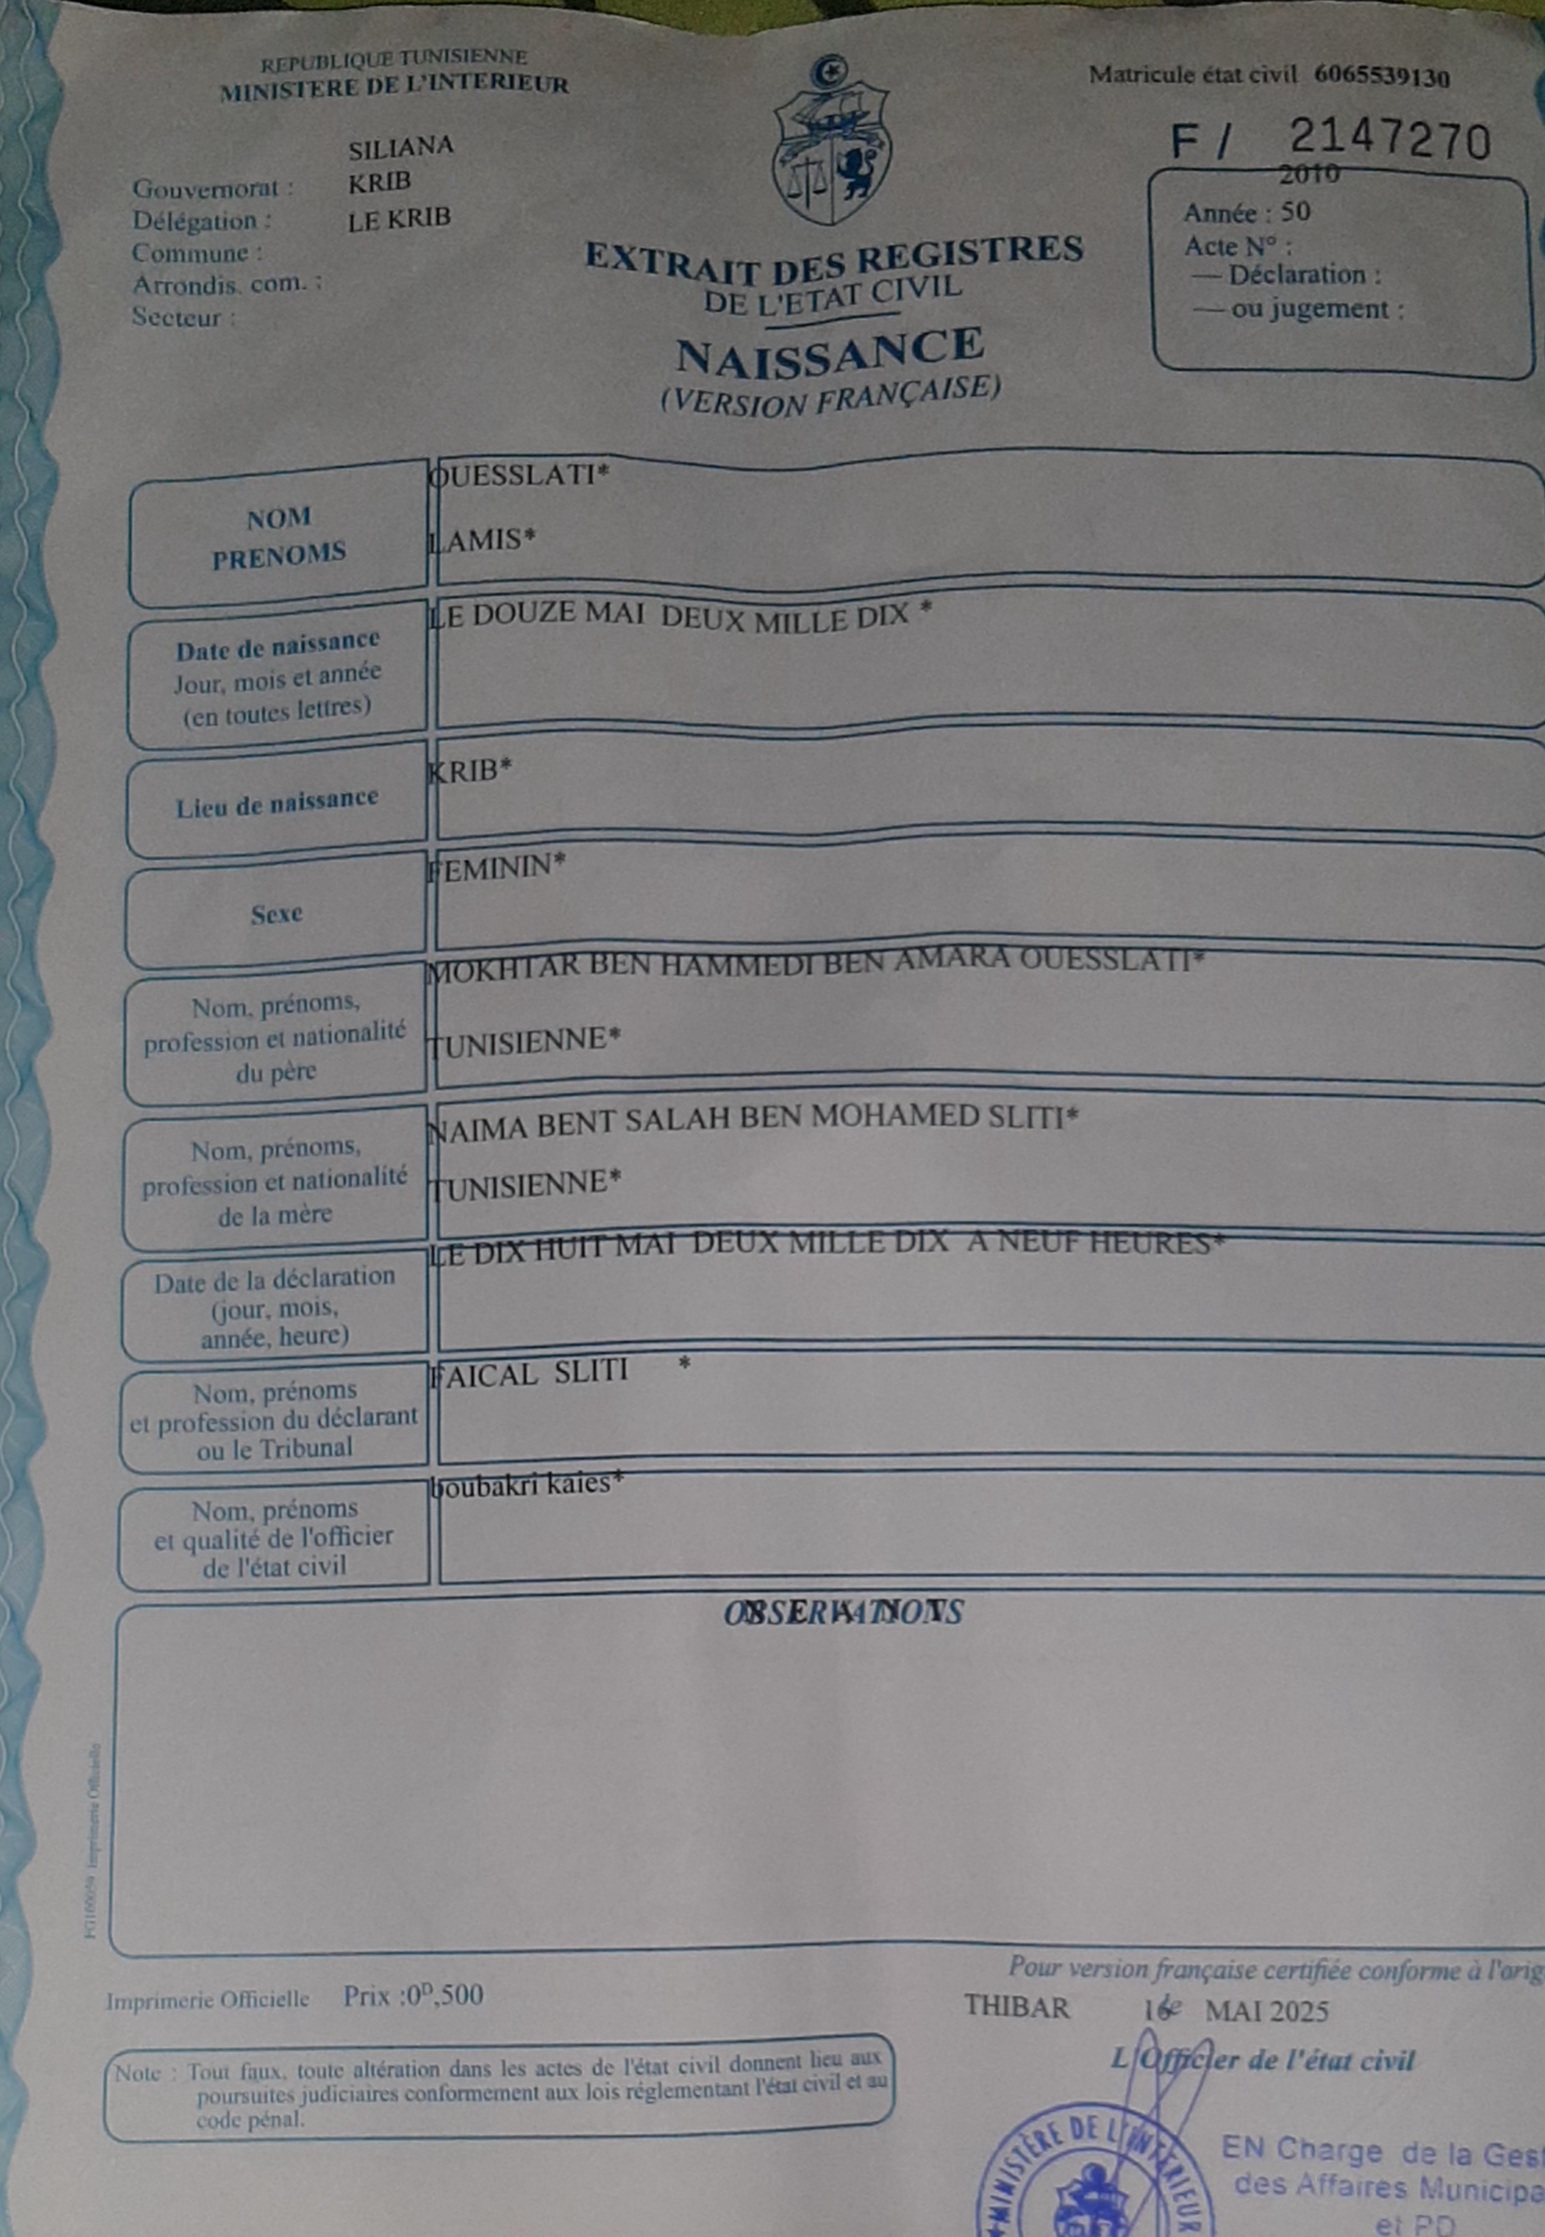 REPUBLIQUE TUNISIENNE
MINISTERE DE L'INTERIEUR
Matricule état civil 6065539130
F / 2147270
SILIANA
Gouvernorat : KRIB
Délégation : LE KRIB
Commune :
Arrondis. com. :
Secteur :
2010
Année : 50
Acte N° :
— Déclaration :
— ou jugement :
EXTRAIT DES REGISTRES
DE L'ETAT CIVIL
NAISSANCE
(VERSION FRANÇAISE)
NOM
PRENOMS
OUESSLATI*
LAMIS*
Date de naissance
Jour, mois et année
(en toutes lettres)
LE DOUZE MAI DEUX MILLE DIX *
Lieu de naissance
KRIB*
Sexe
FEMININ*
Nom, prénoms,
profession et nationalité
du père
MOKHTAR BEN HAMMEDI BEN AMARA OUESSLATI*
TUNISIENNE*
Nom, prénoms,
profession et nationalité
de la mère
NAIMA BENT SALAH BEN MOHAMED SLITI*
TUNISIENNE*
Date de la déclaration
(jour, mois,
année, heure)
LE DIX HUIT MAI DEUX MILLE DIX A NEUF HEURES*
Nom, prénoms
et profession du déclarant
ou le Tribunal
FAICAL SLITI *
Nom, prénoms
et qualité de l'officier
de l'état civil
boubakri kaies*
OBSERVATIONS
Imprimerie Officielle
Pour version française certifiée conforme à l'orig
Imprimerie Officielle Prix :0D,500
THIBAR MAI 2025
L'Officier de l'état civil
Note : Tout faux, toute altération dans les actes de l'état civil donnent lieu aux
poursuites judiciaires conformement aux lois réglementant l'état civil et au
code pénal.
MINISTÈRE DE L'INTÉRIEUR
EN Charge de la Gest
des Affaires Municipa
et PD